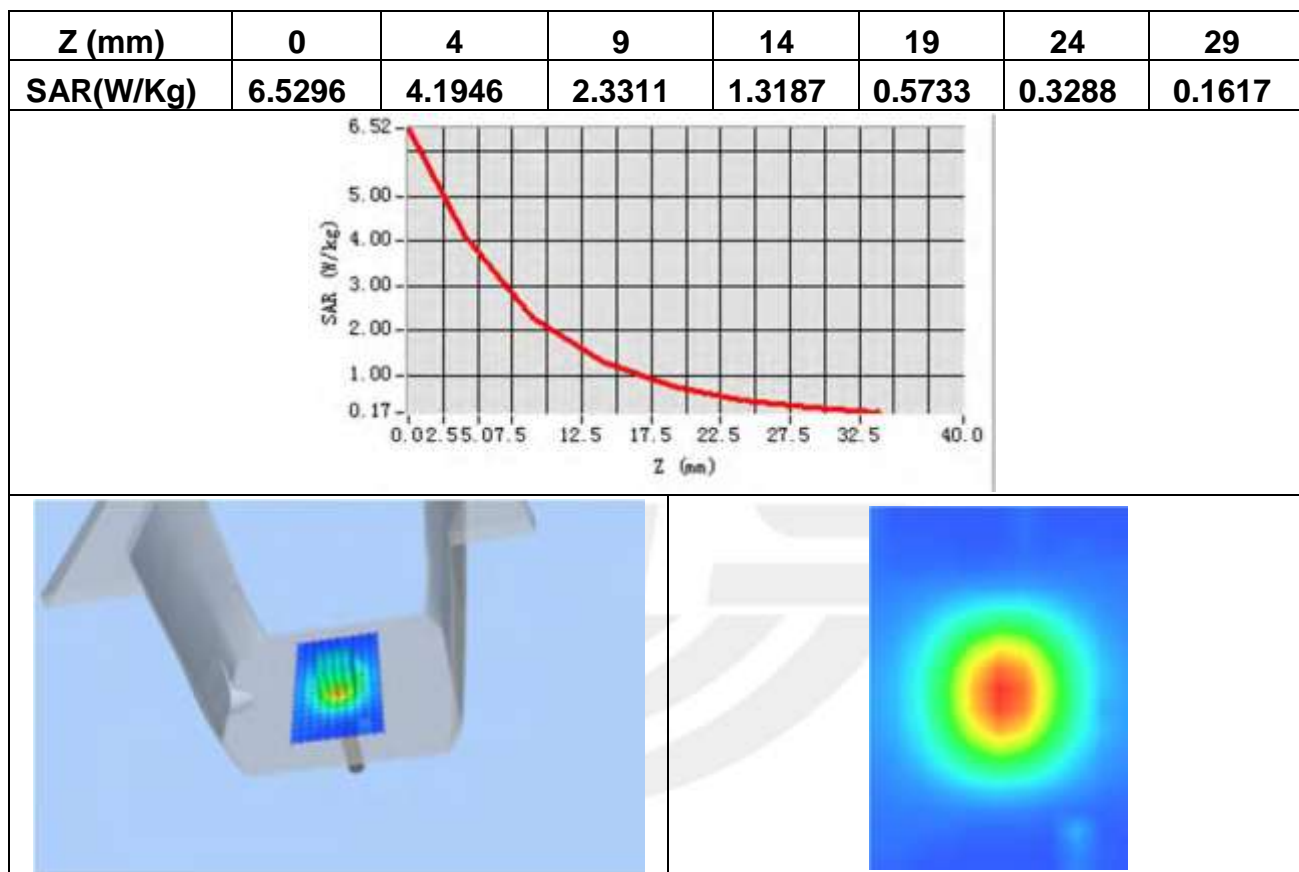 Z (mm) 0 4 9 14 19 24 29
SAR(W/Kg) 6.5296 4.1946 2.3311 1.3187 0.5733 0.3288 0.1617
6.52
5.00
4.00
3.00
2.00
1.00
0.17
SAR (W/kg)
0.0 2.5 5.0 7.5 12.5 17.5 22.5 27.5 32.5 40.0
Z (mm)